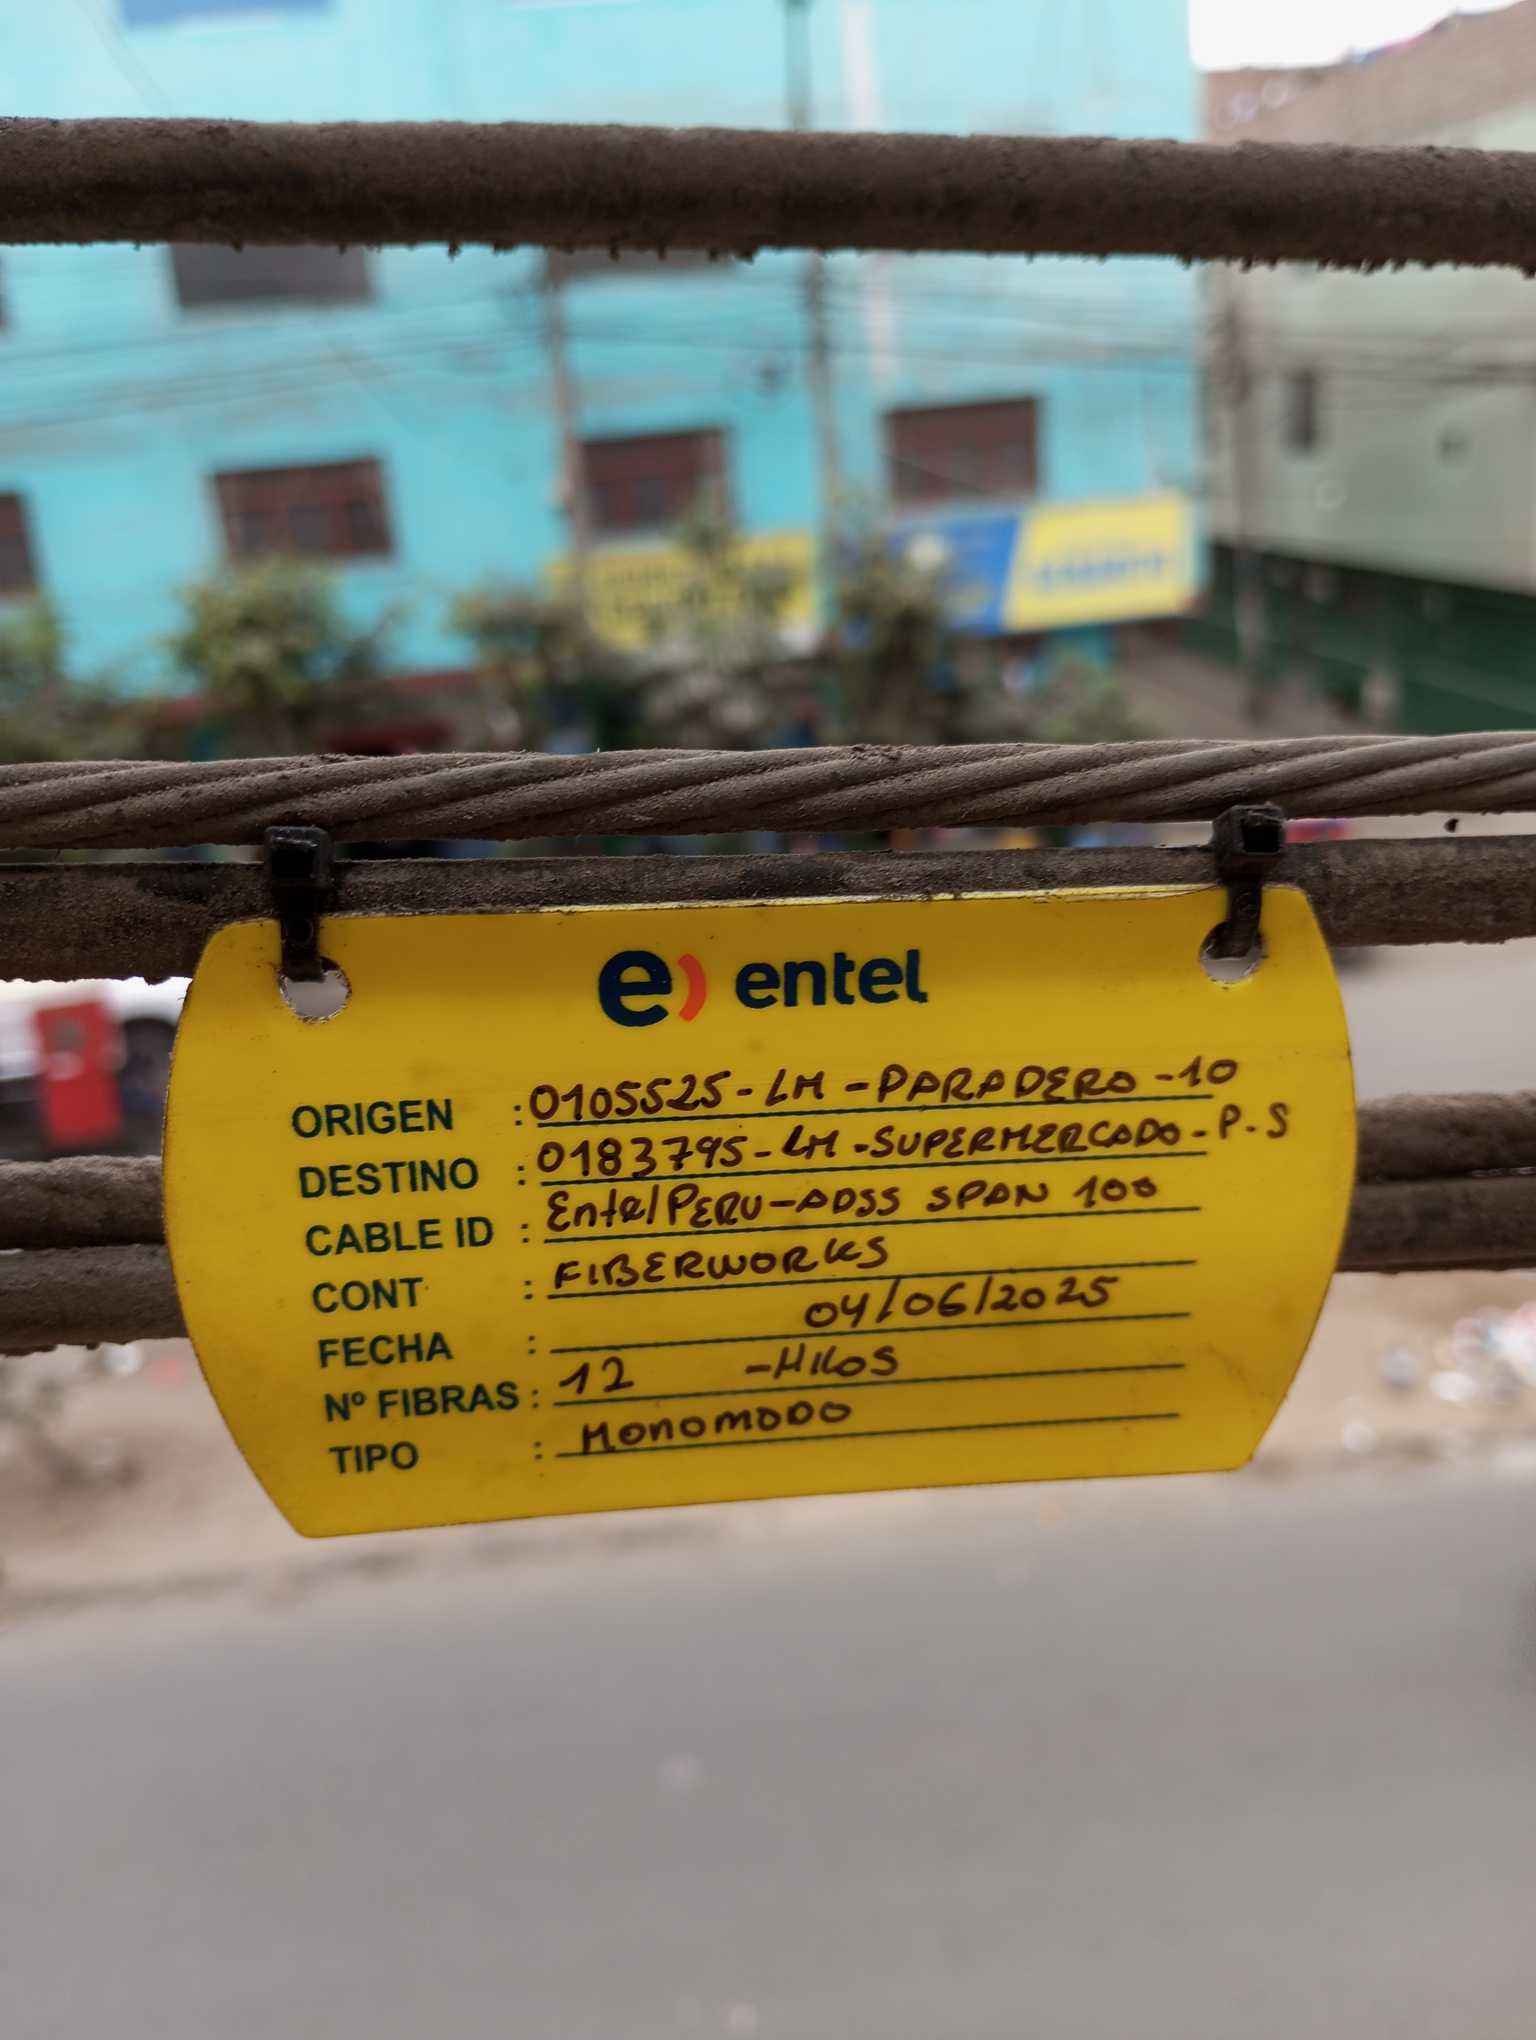 e) entel
ORIGEN : 0105525-LM-PARADERO-10
DESTINO : 0183795-LM-SUPERMERCADO-P.S
CABLE ID : Entel PERU-ADSS SPAN 100
CONT : FIBERWORKS
FECHA : 04/06/2025
Nº FIBRAS : 12 -HILOS
TIPO : MONOMODO